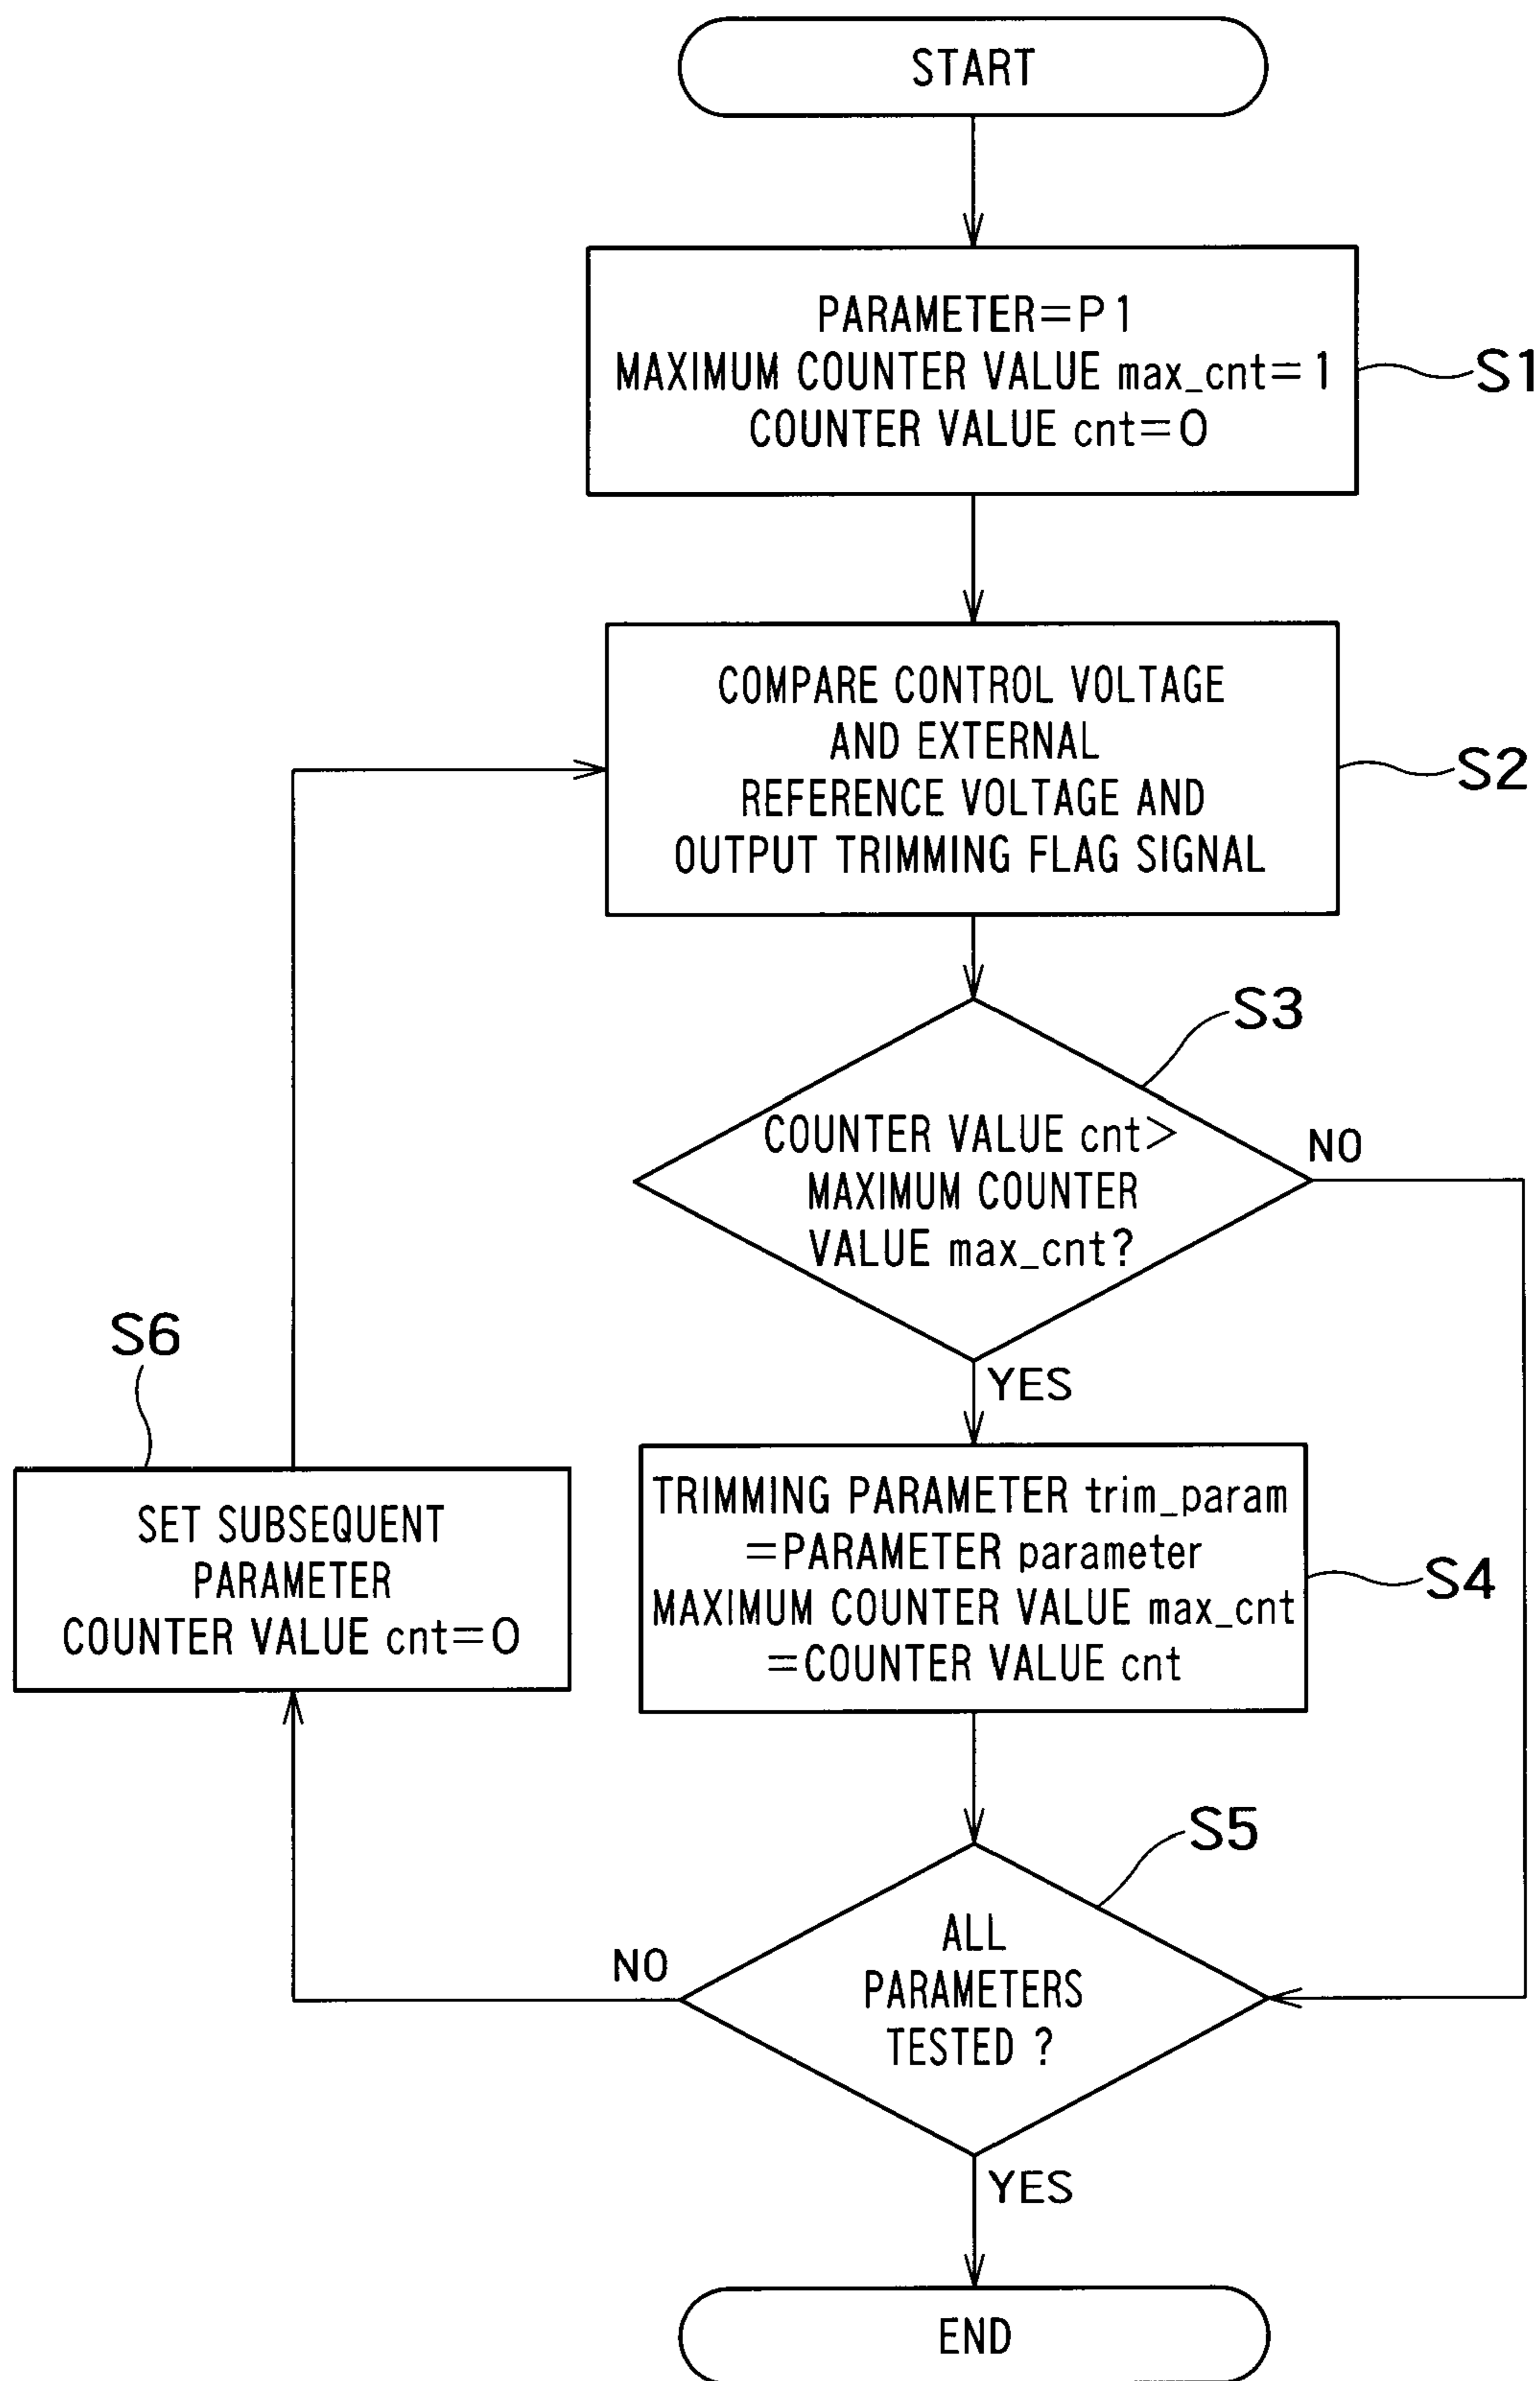 START
PARAMETER=P1
MAXIMUM COUNTER VALUE max_cnt=1
COUNTER VALUE cnt=0
S1
COMPARE CONTROL VOLTAGE
AND EXTERNAL
REFERENCE VOLTAGE AND
OUTPUT TRIMMING FLAG SIGNAL
S2
S3
COUNTER VALUE cnt>
MAXIMUM COUNTER
VALUE max_cnt?
NO
YES
S6
SET SUBSEQUENT
PARAMETER
COUNTER VALUE cnt=0
TRIMMING PARAMETER trim_param
=PARAMETER parameter
MAXIMUM COUNTER VALUE max_cnt
=COUNTER VALUE cnt
S4
S5
ALL
PARAMETERS
TESTED ?
NO
YES
END